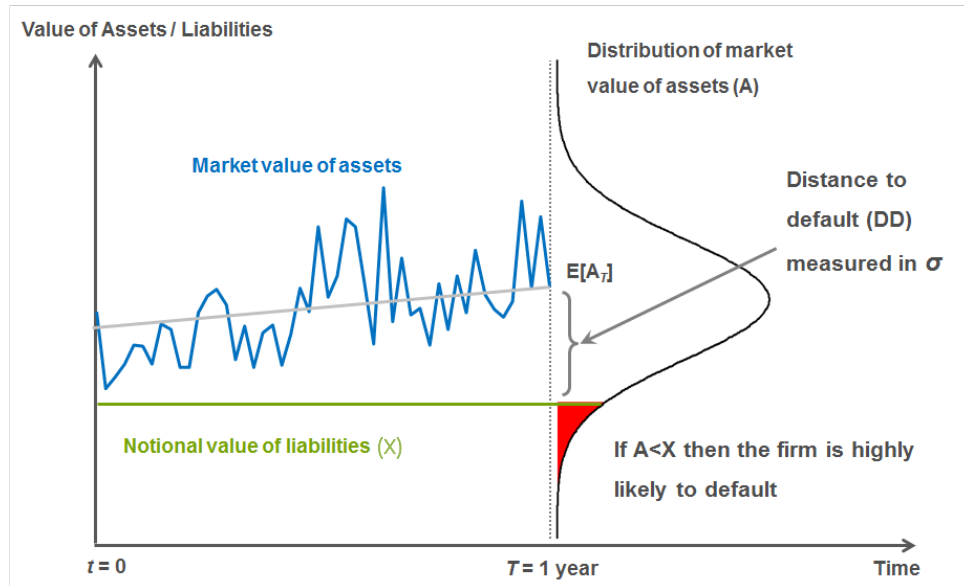 Value of Assets / Liabilities
Distribution of market
value of assets (A)
Market value of assets
Distance to
default (DD)
measured in σ
E[A_T]
Notional value of liabilities (X)
If A<X then the firm is highly
likely to default
t = 0
T = 1 year
Time